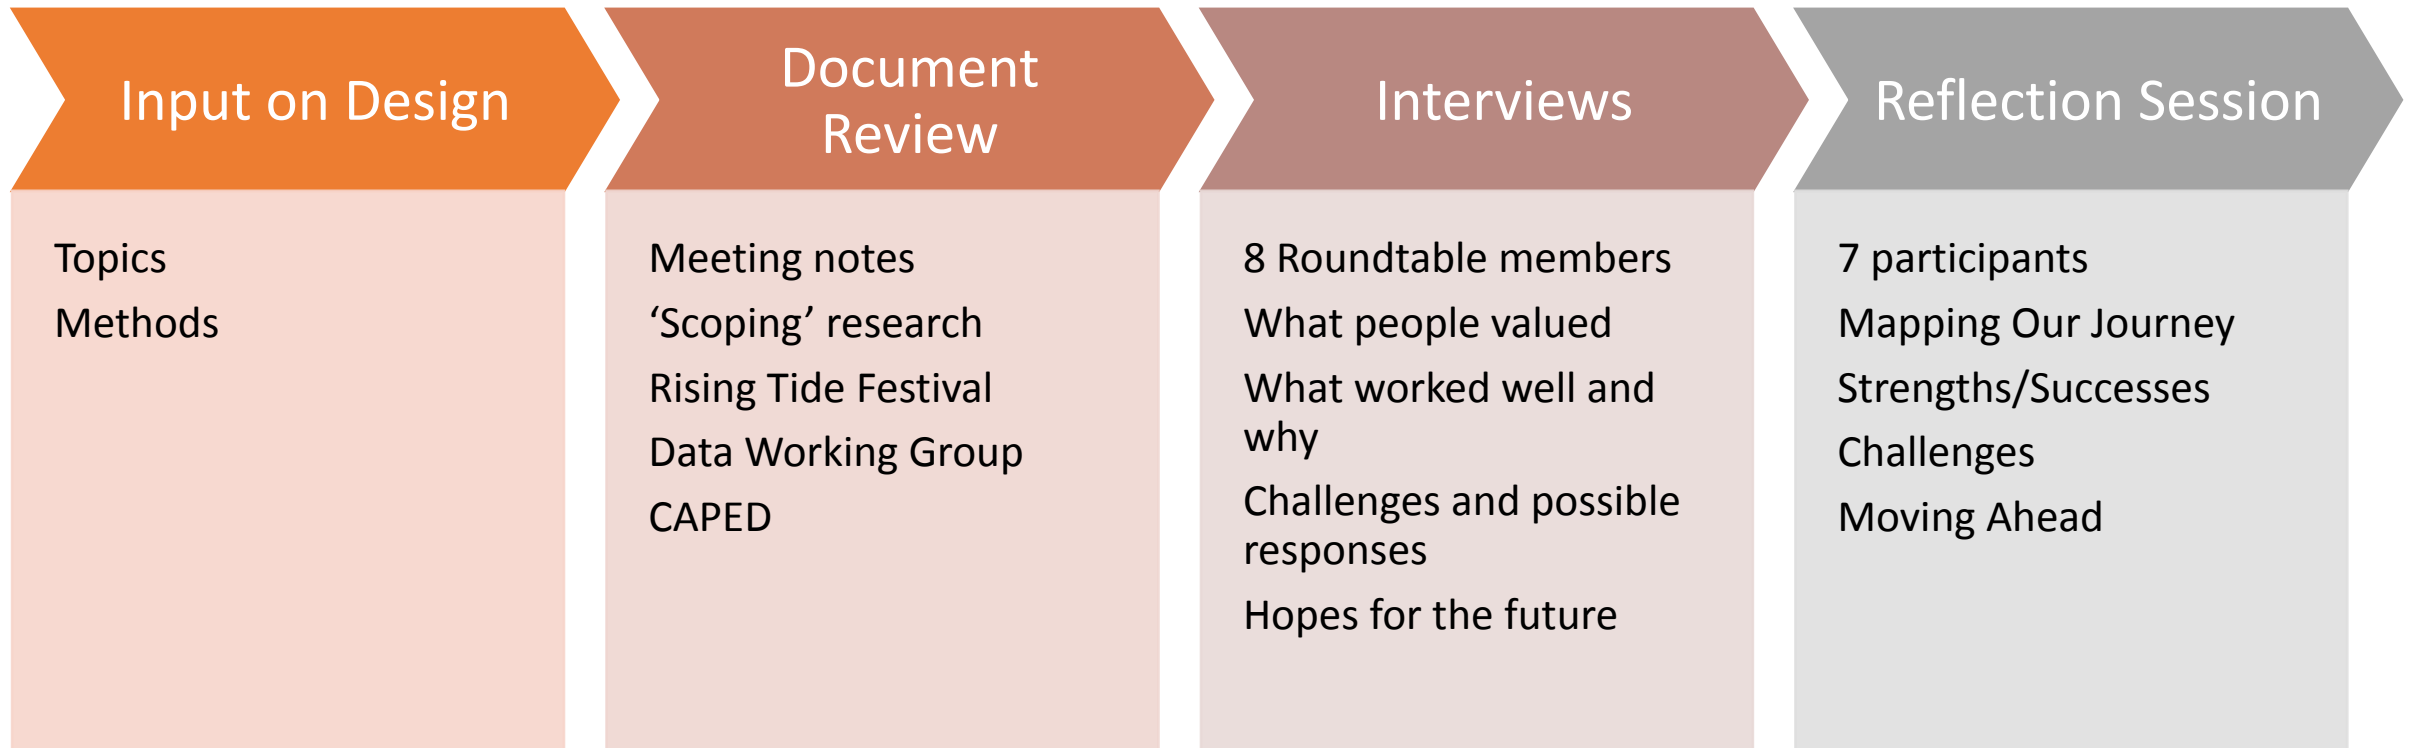 Input on Design
Topics
Methods
Document
Review
Meeting notes
‘Scoping’ research
Rising Tide Festival
Data Working Group
CAPED
Interviews
8 Roundtable members
What people valued
What worked well and
why
Challenges and possible
responses
Hopes for the future
Reflection Session
7 participants
Mapping Our Journey
Strengths/Successes
Challenges
Moving Ahead